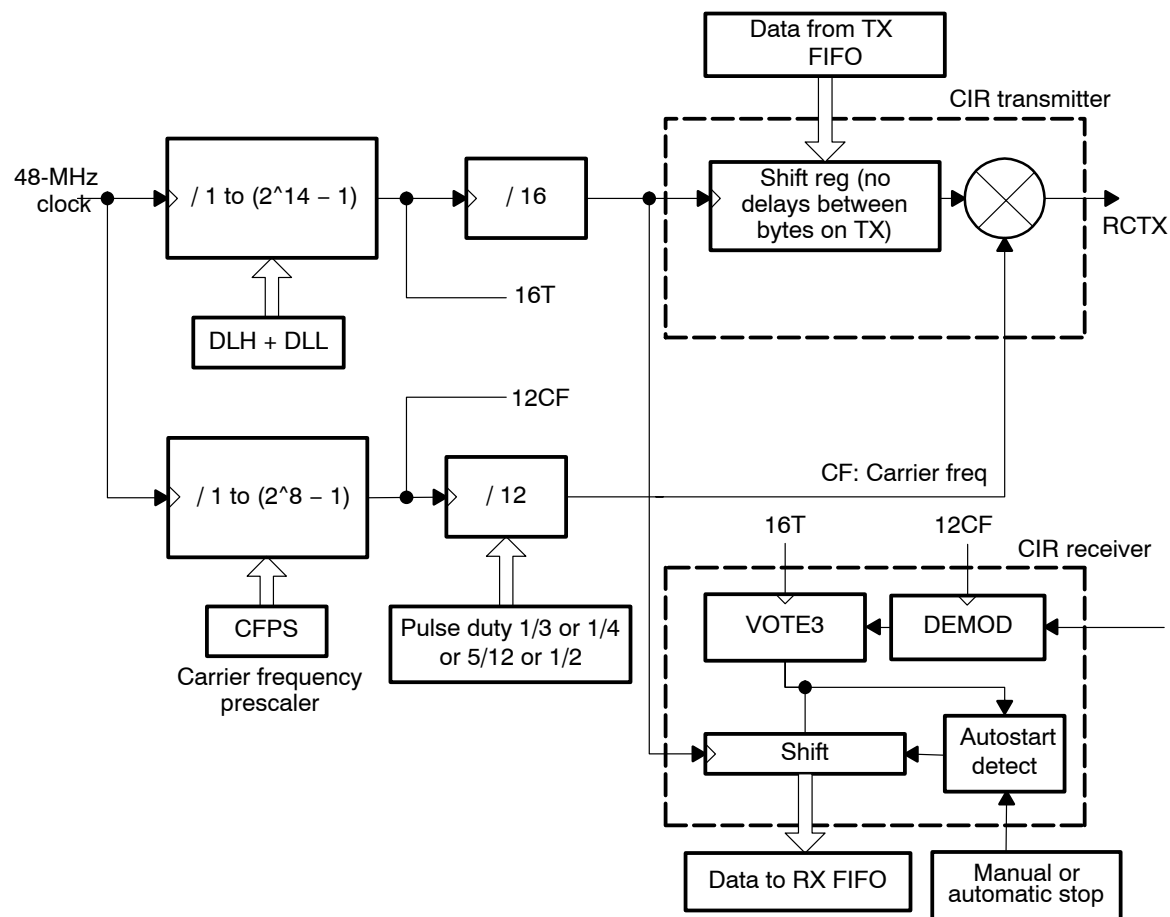 Data from TX
FIFO
CIR transmitter
48-MHz
clock
/ 1 to (2^14 − 1)
/ 16
Shift reg (no
delays between
bytes on TX)
RCTX
16T
DLH + DLL
12CF
/ 1 to (2^8 − 1)
/ 12
CF: Carrier freq
16T
12CF
CIR receiver
CFPS
Carrier frequency
prescaler
Pulse duty 1/3 or 1/4
or 5/12 or 1/2
VOTE3
DEMOD
Shift
Autostart
detect
Data to RX FIFO
Manual or
automatic stop